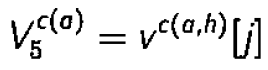 V_5^{c(a)} = v^{c(a,h)}[j]